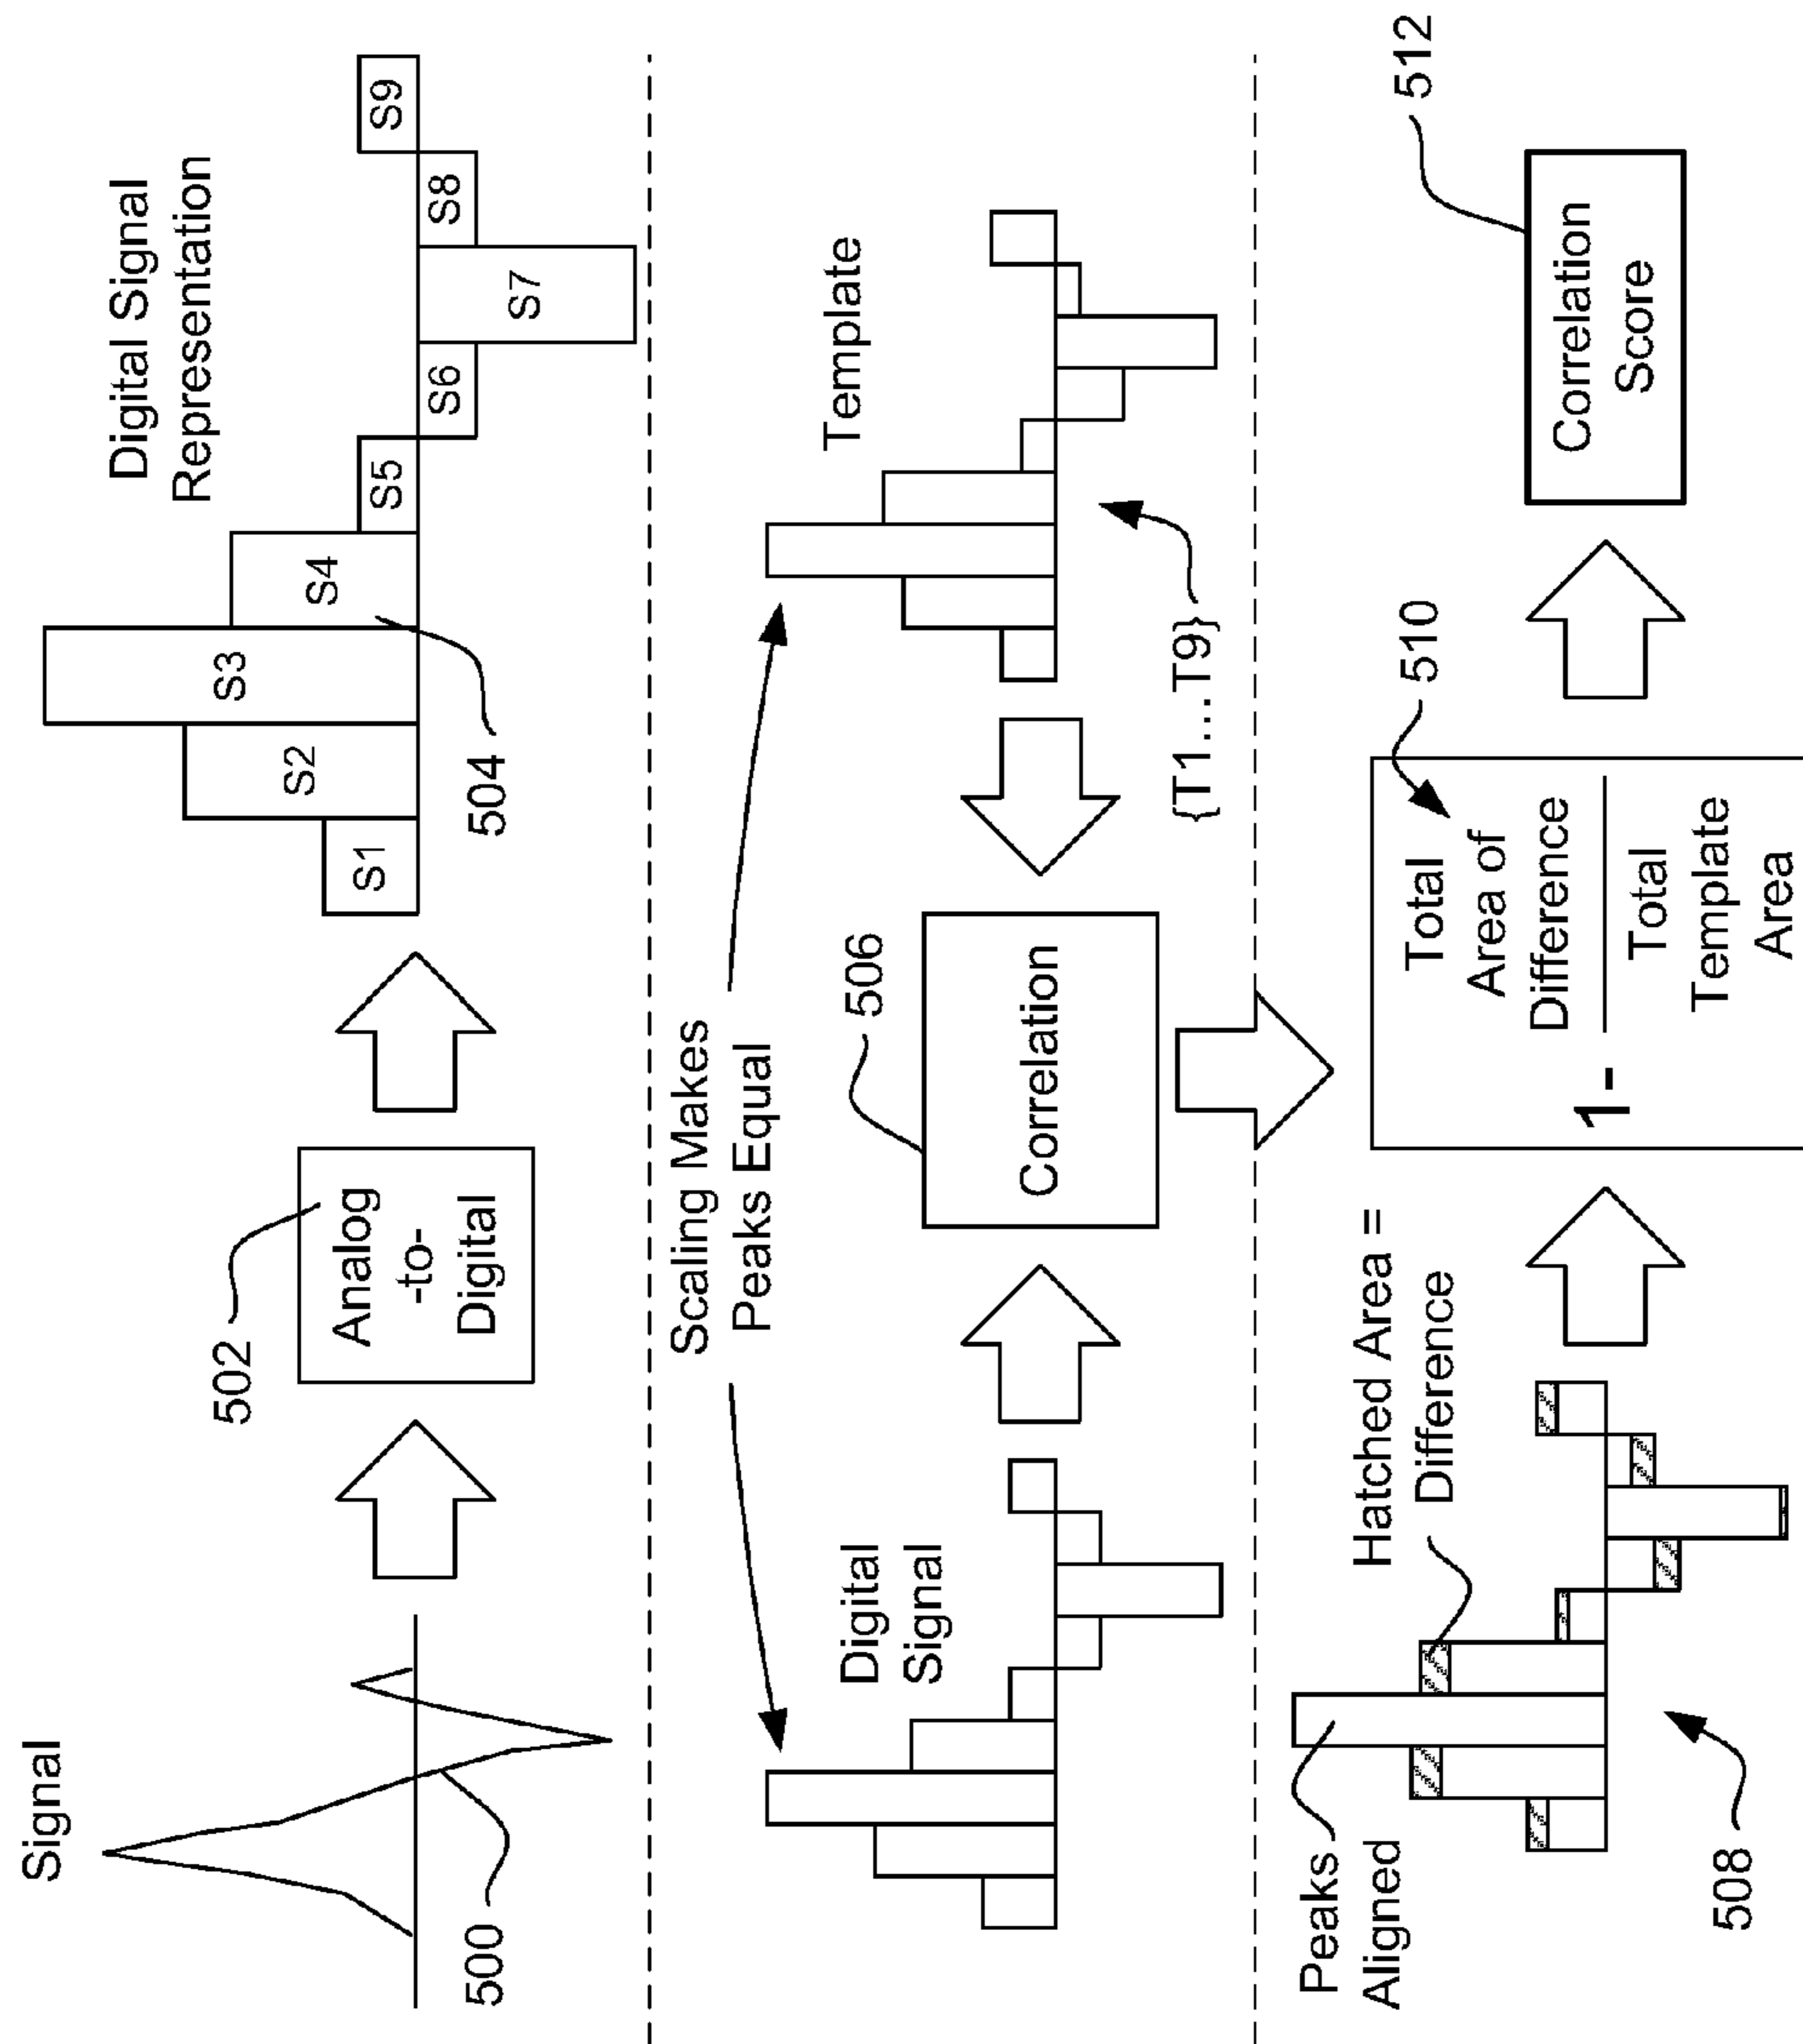 Signal
500
502
Analog
-to-
Digital
Digital Signal
Representation
S1
S2
S3
S4
S5
S6
S7
S8
S9
504
Scaling Makes
Peaks Equal
Digital
Signal
506
Correlation
Template
{T1...T9}
Peaks
Aligned
508
Hatched Area =
Difference
1-
Total
Area of
Difference
Total
Template
Area
510
Correlation
Score
512